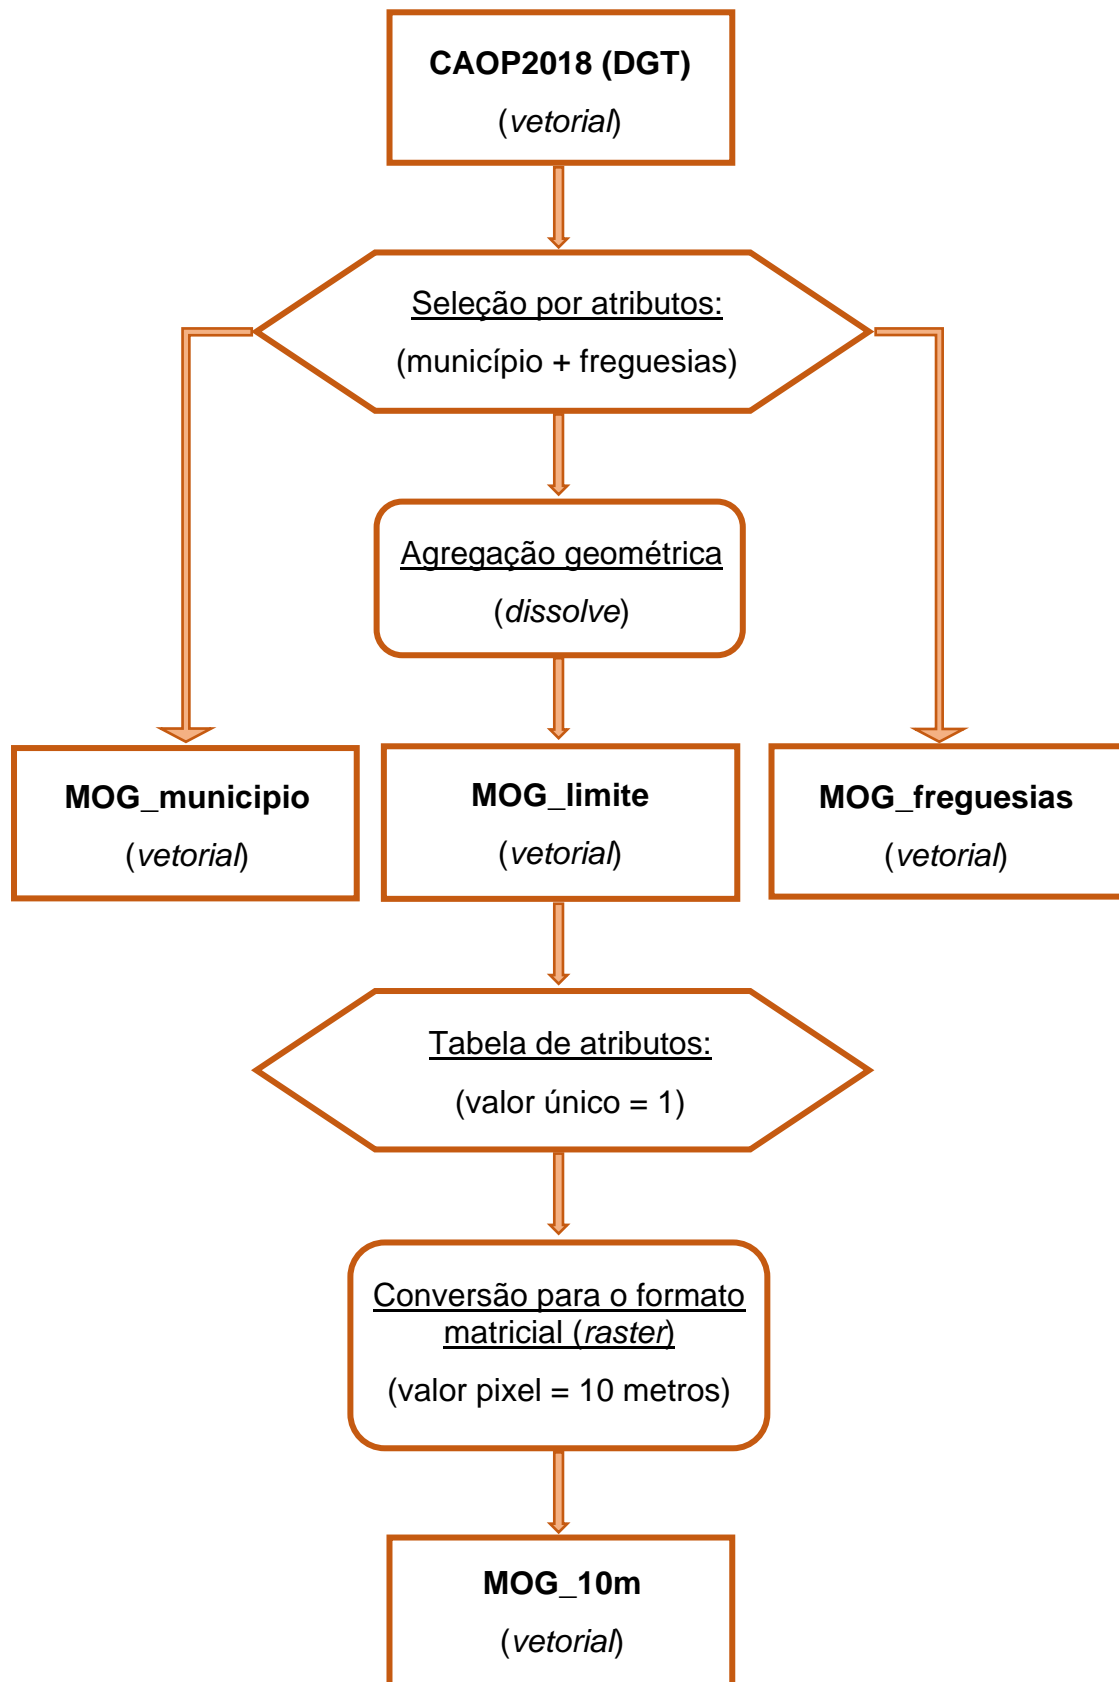 CAOP2018 (DGT)
(vetorial)
Seleção por atributos:
(município + freguesias)
Agregação geométrica
(dissolve)
MOG_municipio
(vetorial)
MOG_limite
(vetorial)
MOG_freguesias
(vetorial)
Tabela de atributos:
(valor único = 1)
Conversão para o formato
matricial (raster)
(valor pixel = 10 metros)
MOG_10m
(vetorial)